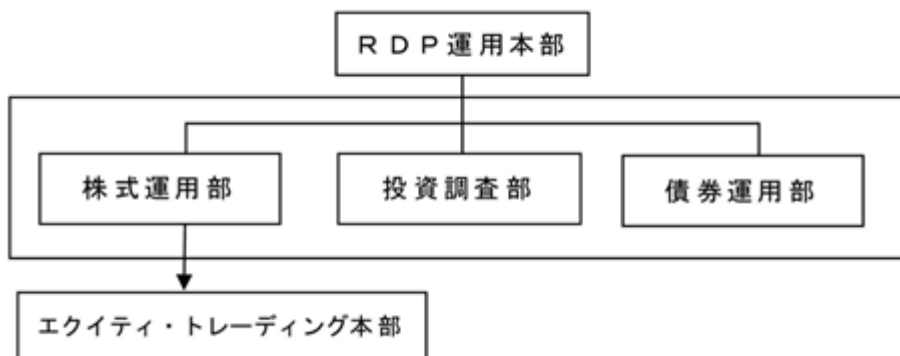 ＲＤＰ運用本部
株式運用部
投資調査部
債券運用部
エクイティ・トレーディング本部